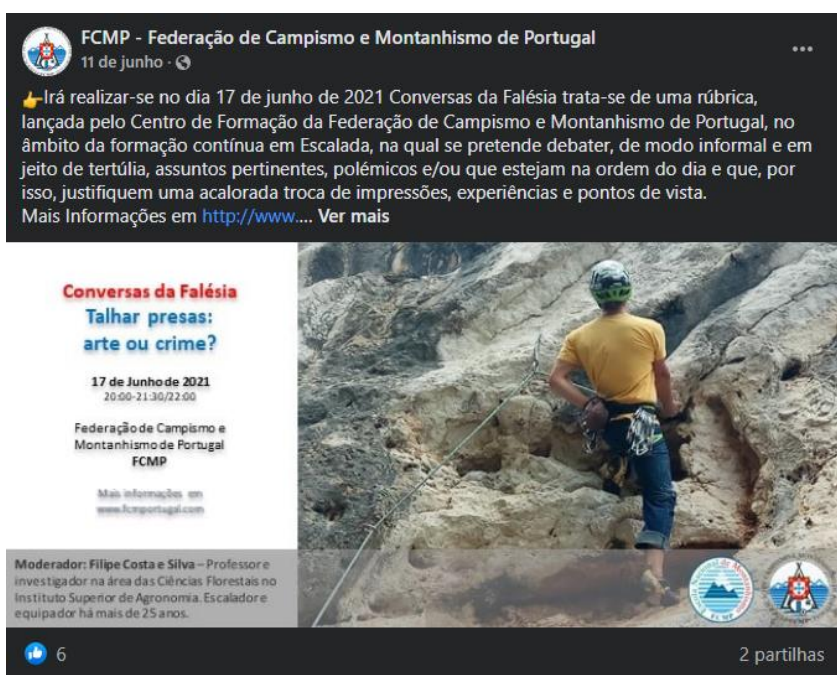 FCMP - Federação de Campismo e Montanhismo de Portugal
11 de junho ·
Irá realizar-se no dia 17 de junho de 2021 Conversas da Falésia trata-se de uma rúbrica,
lançada pelo Centro de Formação da Federação de Campismo e Montanhismo de Portugal, no
âmbito da formação contínua em Escalada, na qual se pretende debater, de modo informal e em
jeito de tertúlia, assuntos pertinentes, polémicos e/ou que estejam na ordem do dia e que, por
isso, justifiquem uma acalorada troca de impressões, experiências e pontos de vista.
Mais Informações em http://www.... Ver mais
Conversas da Falésia
Talhar presas:
arte ou crime?
17 de Junho de 2021
20:00-21:30/22:00
Federação de Campismo e
Montanhismo de Portugal
FCMP
Mais informações em
www.fcmportugal.com
Moderador: Filipe Costa e Silva – Professor e
investigador na área das Ciências Florestais no
Instituto Superior de Agronomia. Escalador e
equipador há mais de 25 anos.
Escola Nacional de Montanhismo
FCMP
6
2 partilhas